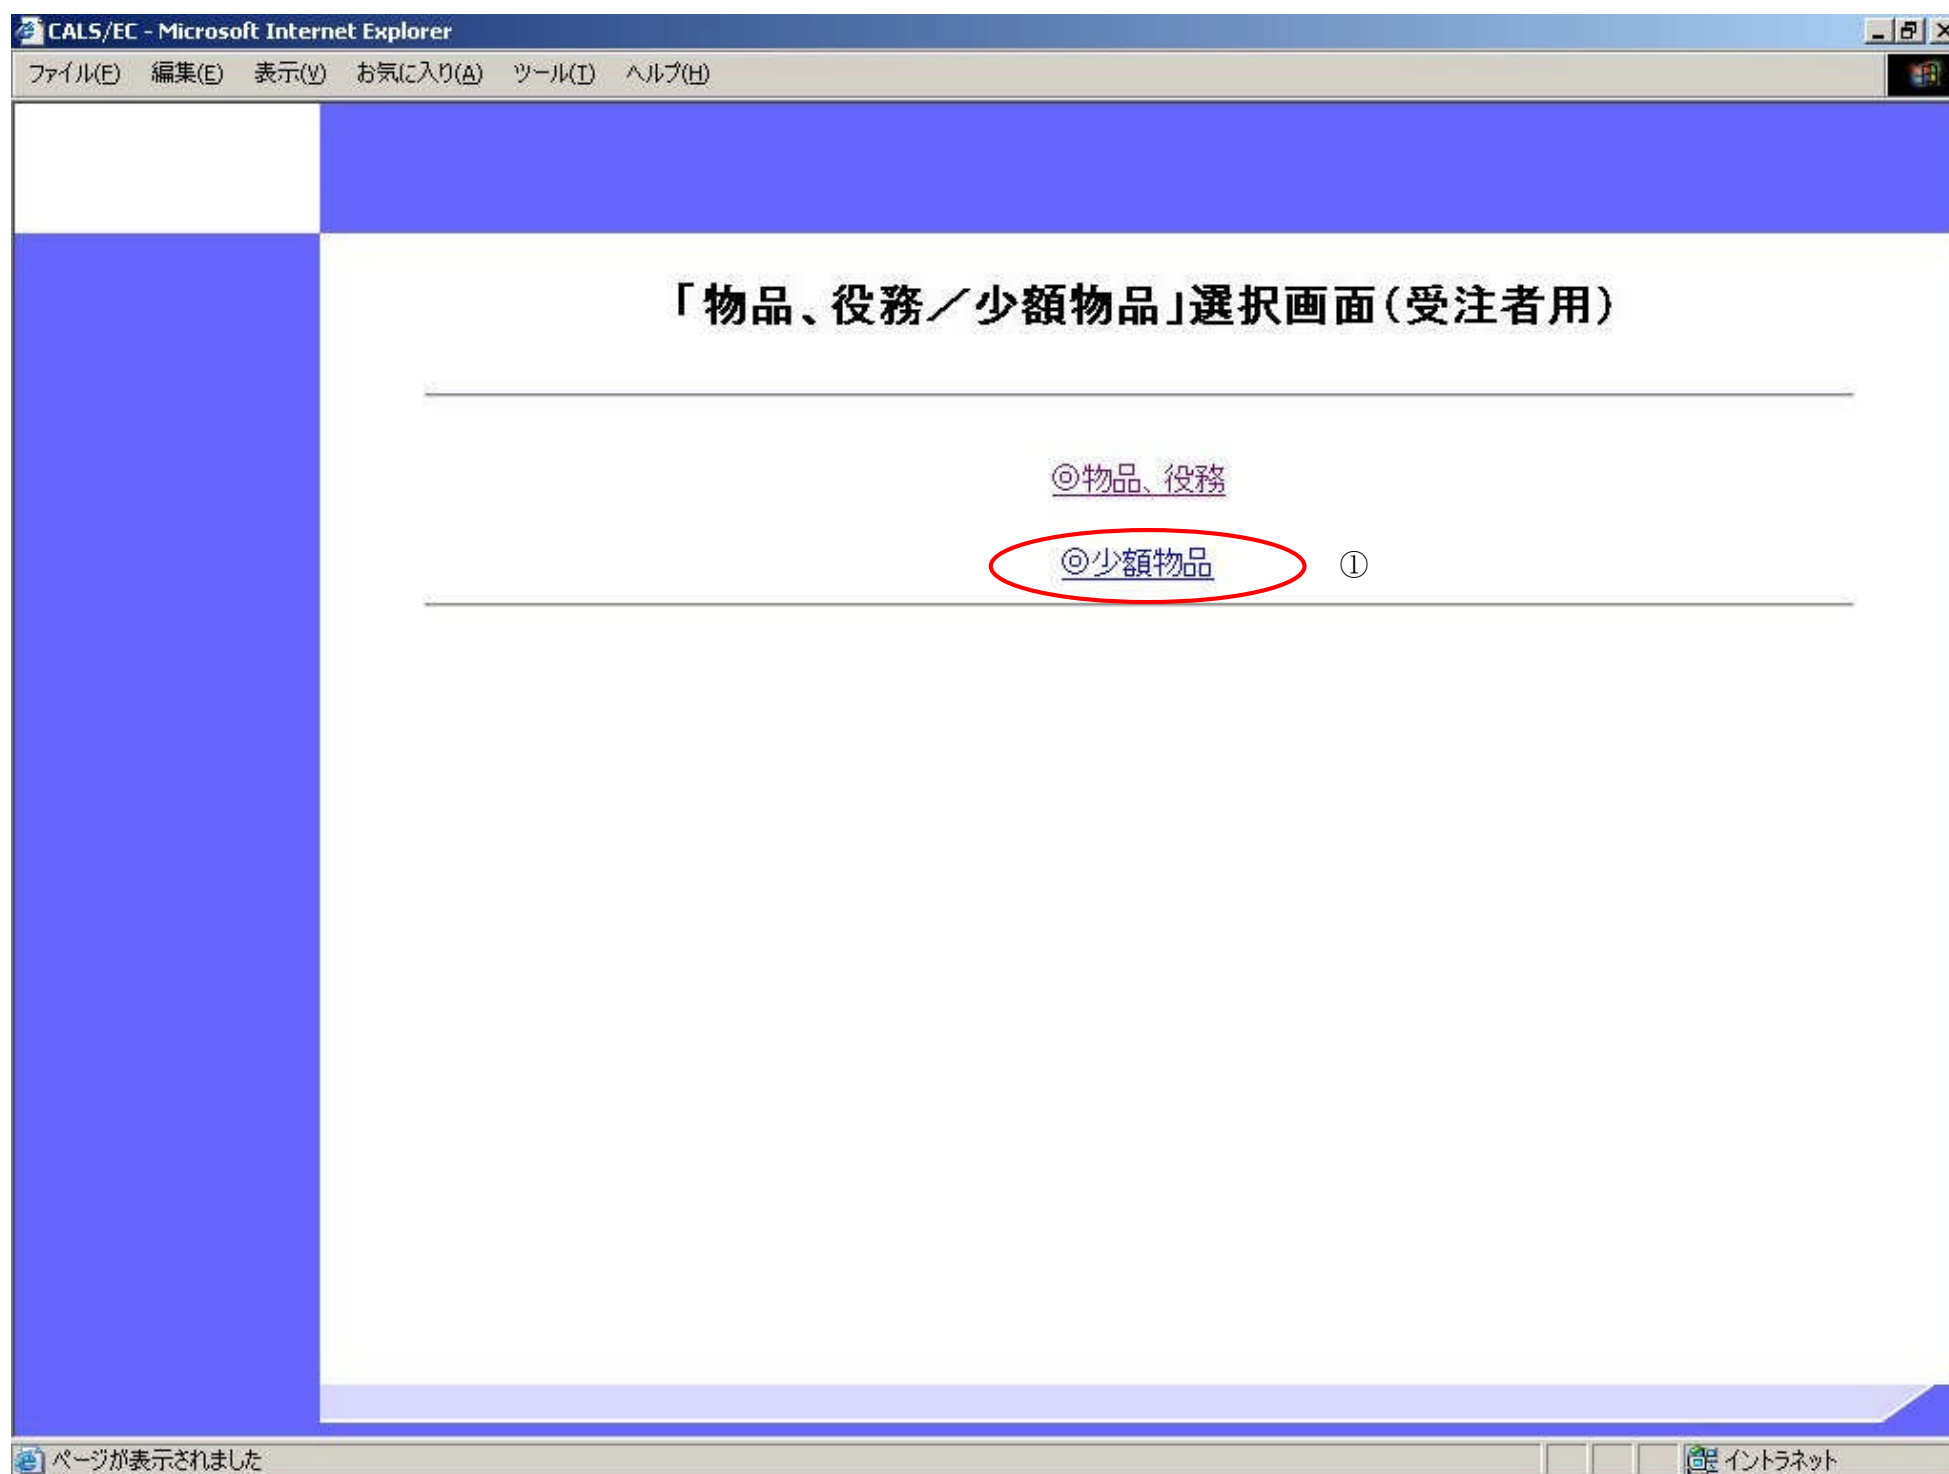 CALS/EC - Microsoft Internet Explorer
ファイル(F) 編集(E) 表示(V) お気に入り(A) ツール(T) ヘルプ(H)
「物品、役務／少額物品」選択画面（受注者用）
◎物品、役務
◎少額物品 ①
ページが表示されました イントラネット